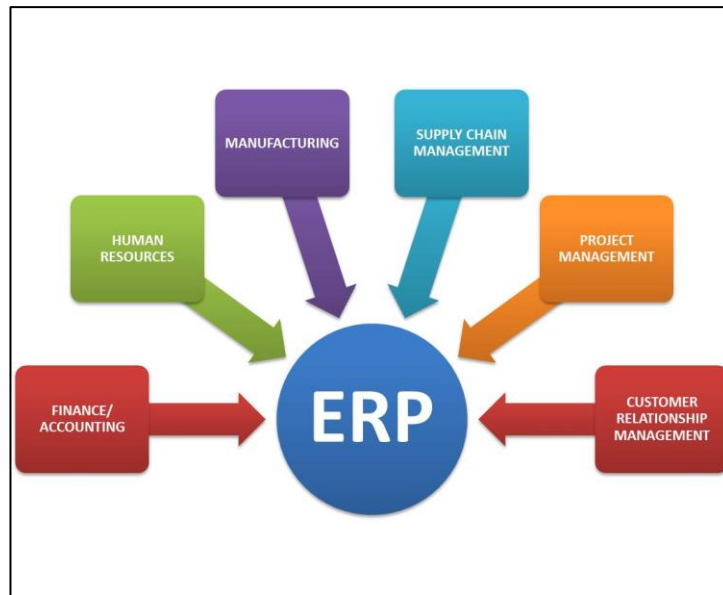 MANUFACTURING
SUPPLY CHAIN
MANAGEMENT
HUMAN
RESOURCES
PROJECT
MANAGEMENT
FINANCE/
ACCOUNTING
ERP
CUSTOMER
RELATIONSHIP
MANAGEMENT